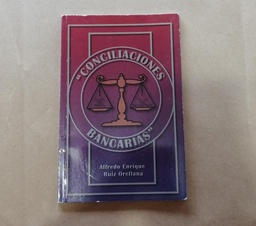 "CONCILIACIONES
BANCARIAS"
Alfredo Enrique
Ruiz Orellana